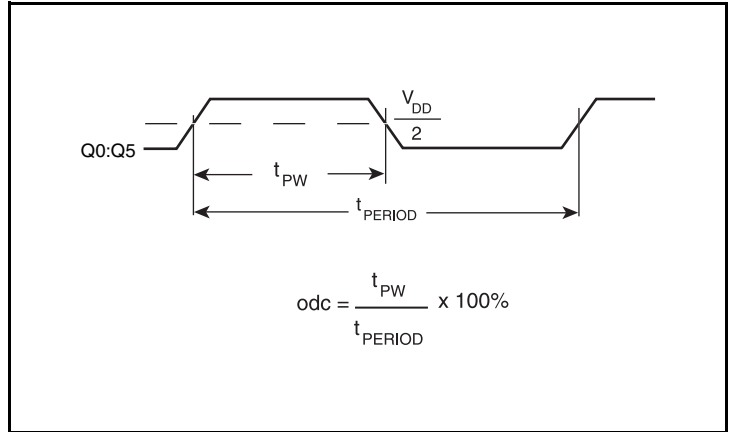 V_DD
2
Q0:Q5
t_PW
t_PERIOD
odc = t_PW / t_PERIOD x 100%